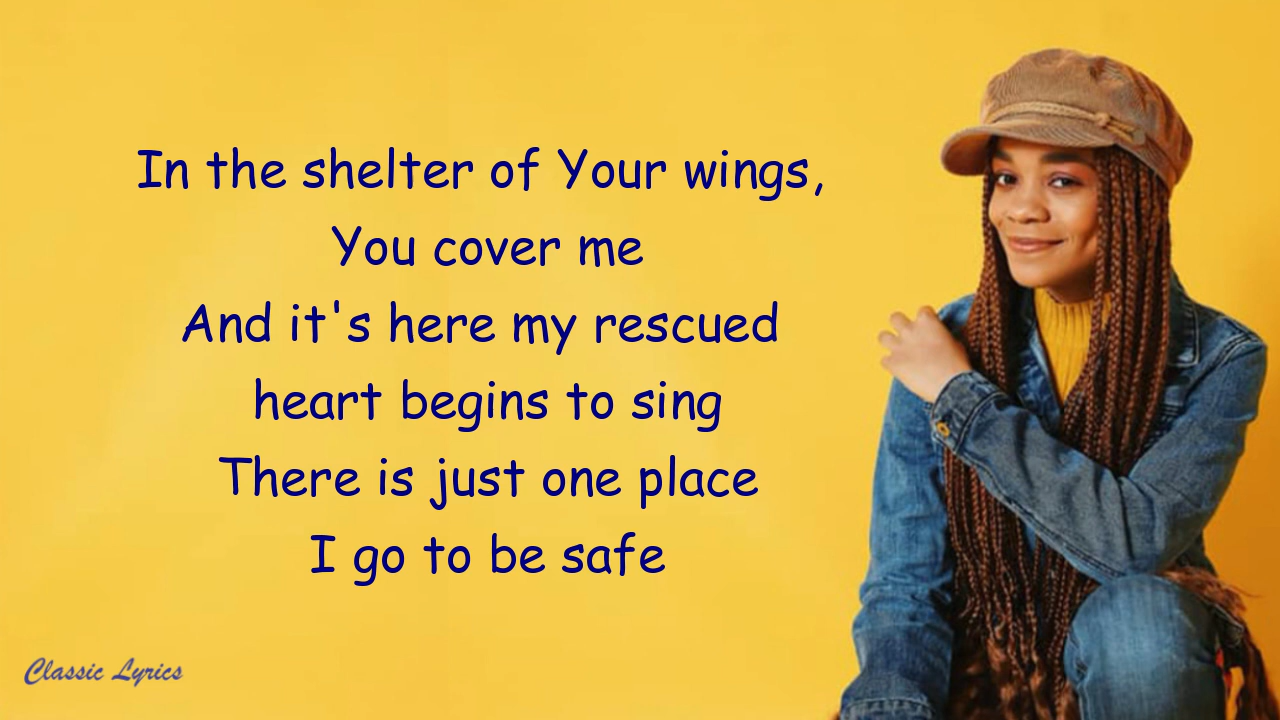 In the shelter of Your wings,
You cover me
And it's here my rescued
heart begins to sing
There is just one place
I go to be safe
Classic Lyrics